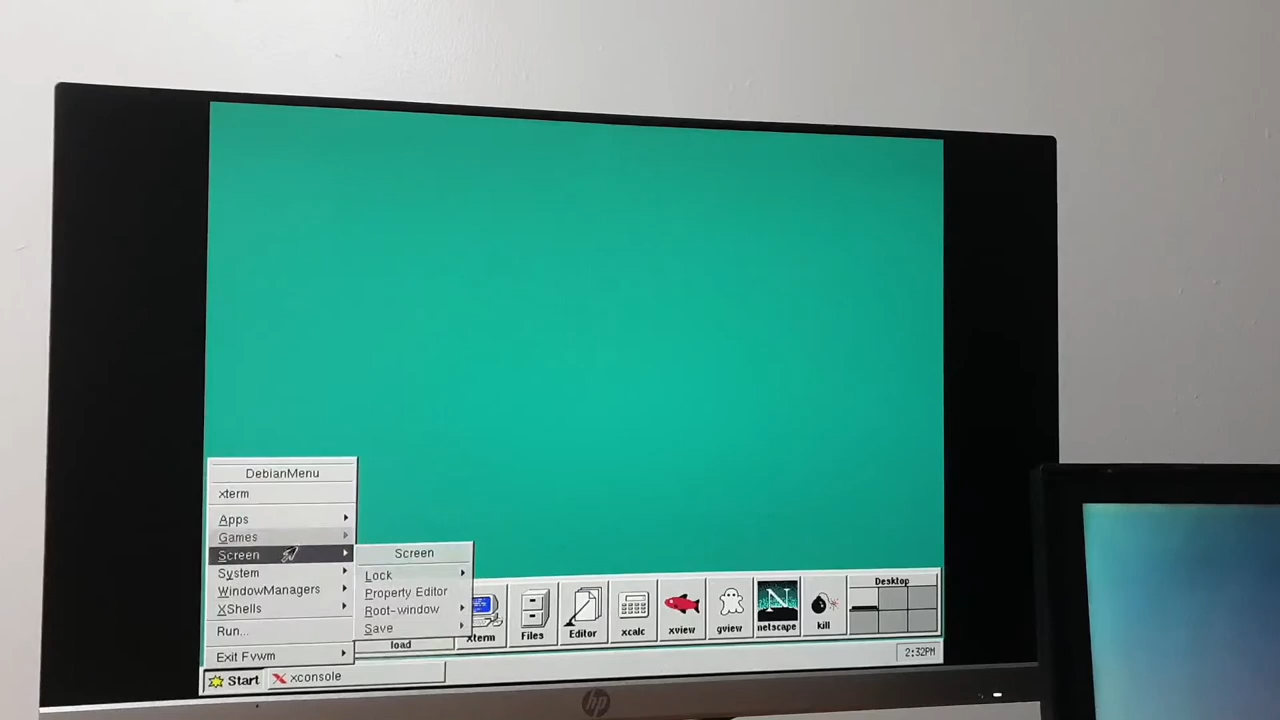 DebianMenu
xterm
Apps
Games
Screen
System
WindowManagers
XShells
Run...
Exit Fvwm
Screen
Lock
Property Editor
Root-window
Save
load
xterm
Files
Editor
xcalc
xview
gview
N
netscape
kill
Desktop
Start
xconsole
2:32PM
hp